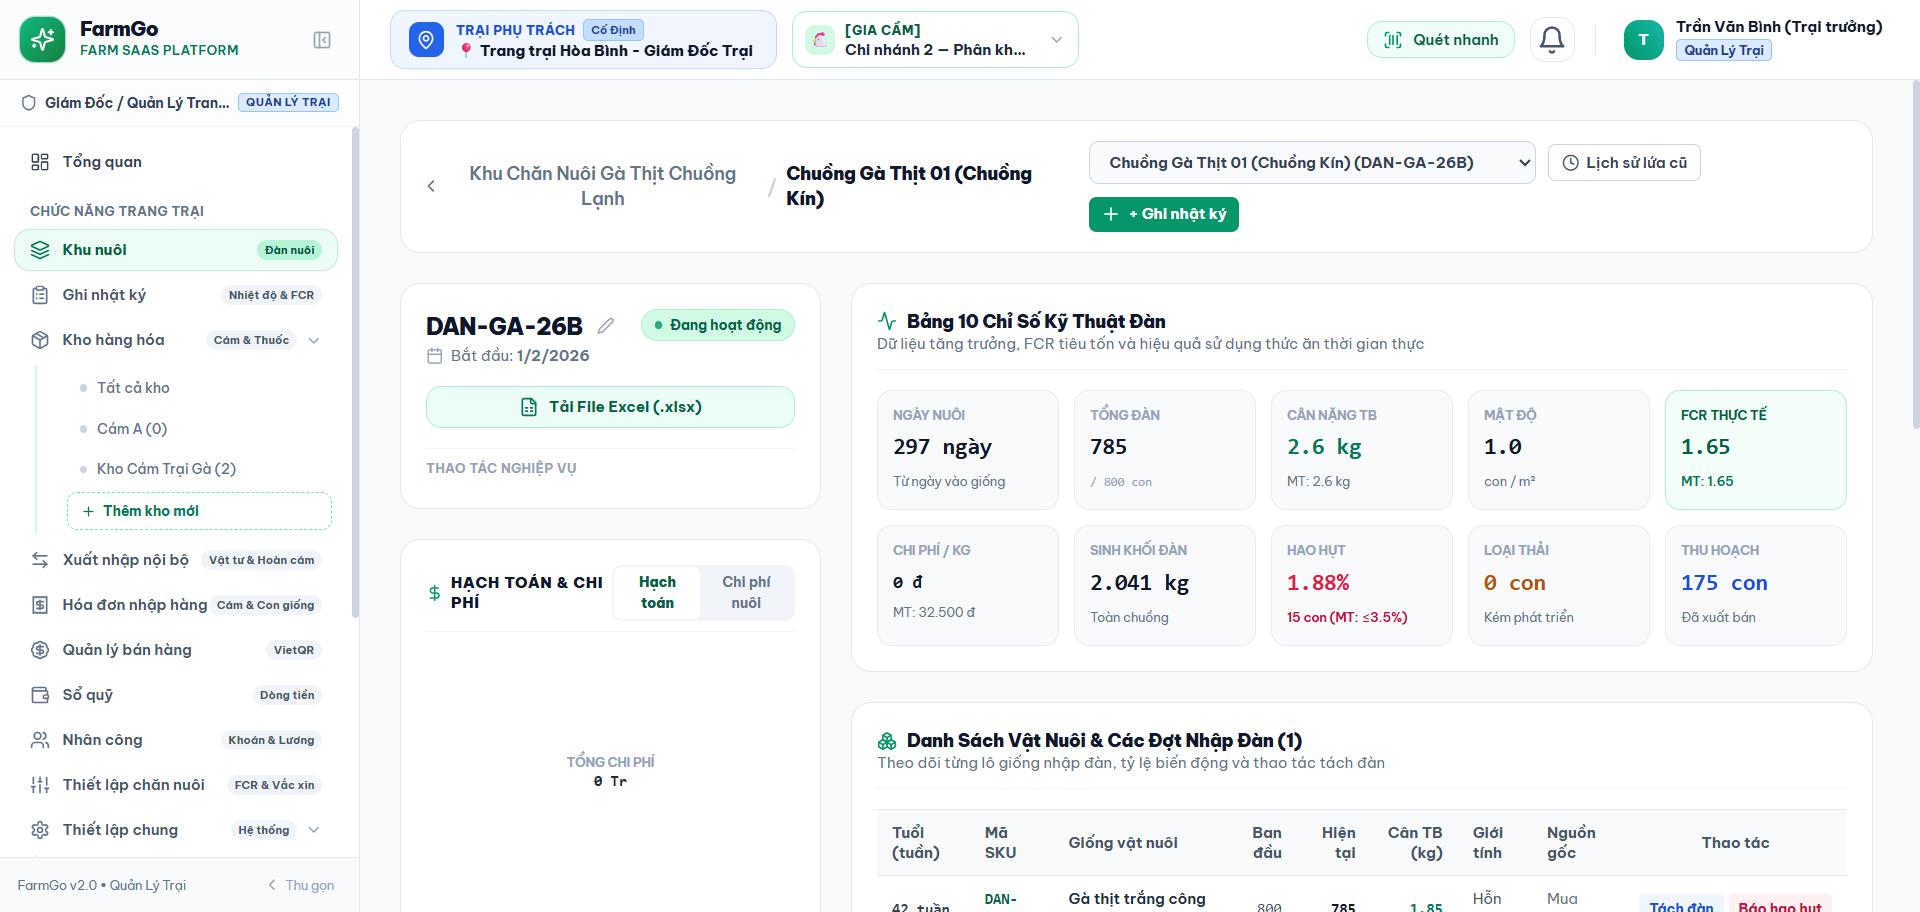 FarmGo
FARM SAAS PLATFORM
TRẠI PHỤ TRÁCH Cố Định
📍 Trang trại Hòa Bình - Giám Đốc Trại
[GIA CẦM]
Chi nhánh 2 — Phân kh...
Quét nhanh
T
Trần Văn Bình (Trại trưởng)
Quản Lý Trại
Giám Đốc / Quản Lý Tran... QUẢN LÝ TRẠI
Tổng quan
CHỨC NĂNG TRANG TRẠI
Khu nuôi Đàn nuôi
Ghi nhật ký Nhiệt độ & FCR
Kho hàng hóa Cám & Thuốc
Tất cả kho
Cám A (0)
Kho Cám Trại Gà (2)
+ Thêm kho mới
Xuất nhập nội bộ Vật tư & Hoàn cám
Hóa đơn nhập hàng Cám & Con giống
Quản lý bán hàng VietQR
Sổ quỹ Dòng tiền
Nhân công Khoán & Lương
Thiết lập chăn nuôi FCR & Vắc xin
Thiết lập chung Hệ thống
FarmGo v2.0 • Quản Lý Trại Thu gọn
Khu Chăn Nuôi Gà Thịt Chuồng
Lạnh
/
Chuồng Gà Thịt 01 (Chuồng
Kín)
Chuồng Gà Thịt 01 (Chuồng Kín) (DAN-GA-26B)
Lịch sử lứa cũ
+ Ghi nhật ký
DAN-GA-26B
Đang hoạt động
Bắt đầu: 1/2/2026
Tải File Excel (.xlsx)
THAO TÁC NGHIỆP VỤ
HẠCH TOÁN & CHI
PHÍ
Hạch
toán
Chi phí
nuôi
TỔNG CHI PHÍ
0 Tr
Bảng 10 Chỉ Số Kỹ Thuật Đàn
Dữ liệu tăng trưởng, FCR tiêu tốn và hiệu quả sử dụng thức ăn thời gian thực
NGÀY NUÔI
297 ngày
Từ ngày vào giống
TỔNG ĐÀN
785
/ 800 con
CÂN NẶNG TB
2.6 kg
MT: 2.6 kg
MẬT ĐỘ
1.0
con / m²
FCR THỰC TẾ
1.65
MT: 1.65
CHI PHÍ / KG
0 đ
MT: 32.500 đ
SINH KHỐI ĐÀN
2.041 kg
Toàn chuồng
HAO HỤT
1.88%
15 con (MT: ≤3.5%)
LOẠI THẢI
0 con
Kém phát triển
THU HOẠCH
175 con
Đã xuất bán
Danh Sách Vật Nuôi & Các Đợt Nhập Đàn (1)
Theo dõi từng lô giống nhập đàn, tỷ lệ biến động và thao tác tách đàn
Tuổi
(tuần)
Mã
SKU
Giống vật nuôi
Ban
đầu
Hiện
tại
Cân TB
(kg)
Giới
tính
Nguồn
gốc
Thao tác
42 tuần
DAN-
Gà thịt trắng công
800
785
1.85
Hỗn
Mua
Tách đàn
Báo hao hụt